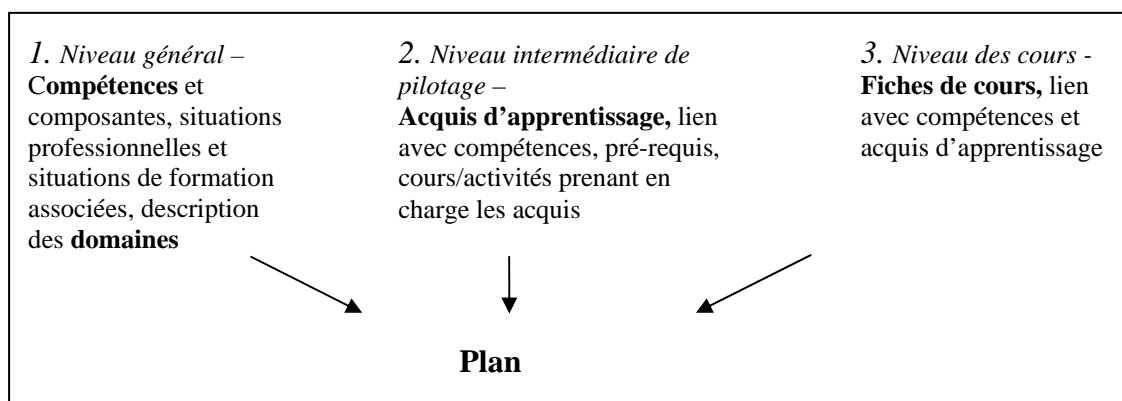 1. Niveau général –
Compétences et
composantes, situations
professionnelles et
situations de formation
associées, description
des domaines
2. Niveau intermédiaire de
pilotage –
Acquis d'apprentissage, lien
avec compétences, pré-requis,
cours/activités prenant en
charge les acquis
3. Niveau des cours -
Fiches de cours, lien
avec compétences et
acquis d'apprentissage
Plan